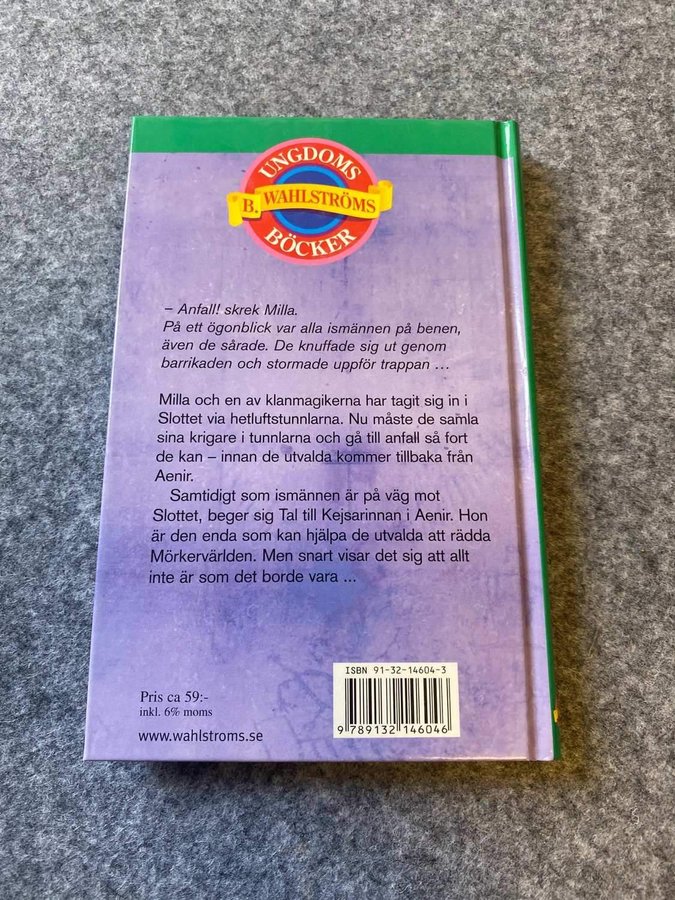 UNGDOMS
B. WAHLSTRÖMS
BÖCKER
– Anfall! skrek Milla.
På ett ögonblick var alla ismännen på benen,
även de sårade. De knuffade sig ut genom
barrikaden och stormade uppför trappan …
Milla och en av klanmagikerna har tagit sig in i
Slottet via hetluftstunnlarna. Nu måste de samla
sina krigare i tunnlarna och gå till anfall så fort
de kan – innan de utvalda kommer tillbaka från
Aenir.
Samtidigt som ismännen är på väg mot
Slottet, beger sig Tal till Kejsarinnan i Aenir. Hon
är den enda som kan hjälpa de utvalda att rädda
Mörkervärlden. Men snart visar det sig att allt
inte är som det borde vara ...
ISBN 91-32-14604-3
Pris ca 59:-
inkl. 6% moms
www.wahlstroms.se
9 789132 146046